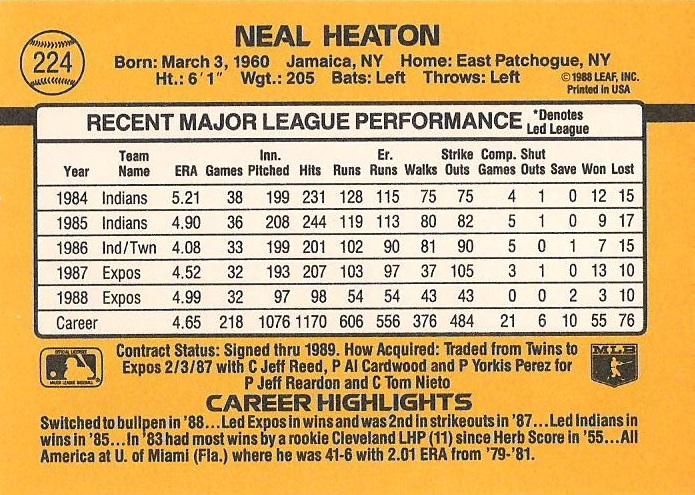 NEAL HEATON
224
Born: March 3, 1960 Jamaica, NY Home: East Patchogue, NY
Ht.: 6'1" Wgt.: 205 Bats: Left Throws: Left
©1988 LEAF, INC.
Printed in USA
RECENT MAJOR LEAGUE PERFORMANCE *Denotes Led League
Year Team Name ERA Games Inn. Pitched Hits Runs Er. Runs Walks Strike Outs Comp. Games Shut Outs Save Won Lost
1984 Indians 5.21 38 199 231 128 115 75 75 4 1 0 12 15
1985 Indians 4.90 36 208 244 119 113 80 82 5 1 0 9 17
1986 Ind/Twn 4.08 33 199 201 102 90 81 90 5 0 1 7 15
1987 Expos 4.52 32 193 207 103 97 37 105 3 1 0 13 10
1988 Expos 4.99 32 97 98 54 54 43 43 0 0 2 3 10
Career 4.65 218 1076 1170 606 556 376 484 21 6 10 55 76
Contract Status: Signed thru 1989. How Acquired: Traded from Twins to
Expos 2/3/87 with C Jeff Reed, P Al Cardwood and P Yorkis Perez for
P Jeff Reardon and C Tom Nieto
MLB
CAREER HIGHLIGHTS
Switched to bullpen in '88...Led Expos in wins and was 2nd in strikeouts in '87...Led Indians in
wins in '85...In '83 had most wins by a rookie Cleveland LHP (11) since Herb Score in '55...All
America at U. of Miami (Fla.) where he was 41-6 with 2.01 ERA from '79-'81.